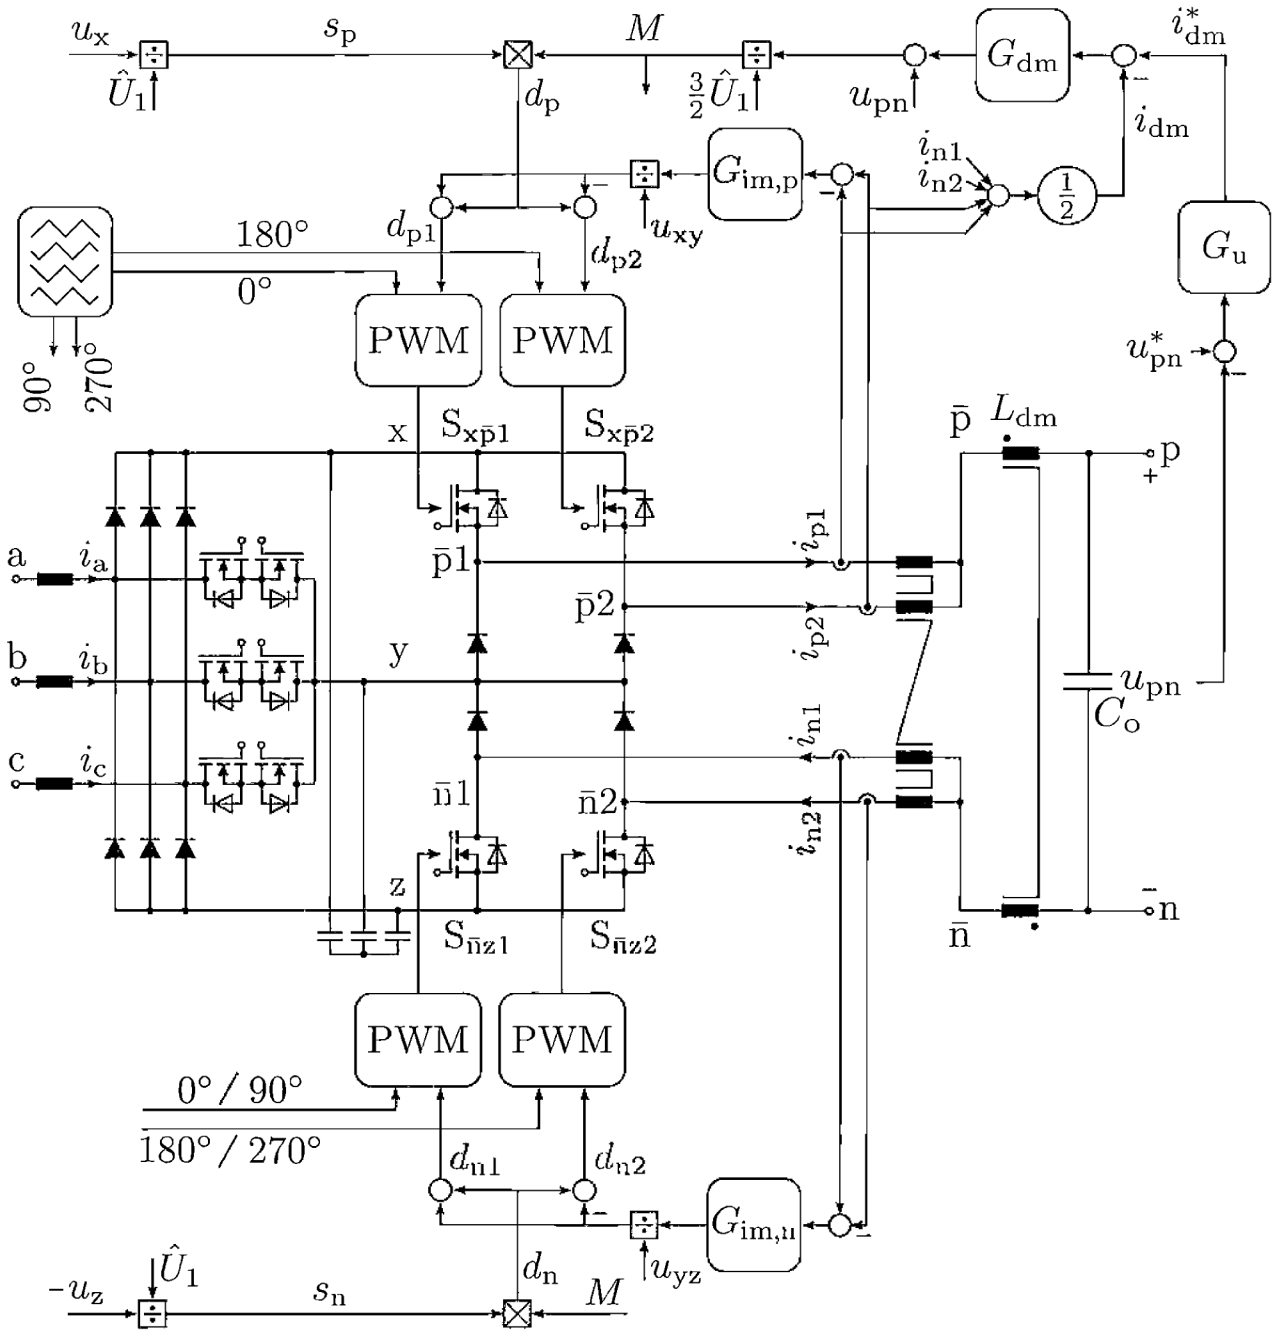 u_x
s_p
M
i*_dm
÷
÷
G_dm
Û_1
d_p
3/2 Û_1
u_pn
i_dm
÷
G_im,p
i_n1
i_n2
1/2
u_xy
180°
d_p1
d_p2
G_u
0°
PWM
PWM
u*_pn
90°
270°
x
S_xp̄1
S_xp̄2
p̄
L_dm
p
+
a
i_a
p̄1
i_p1
p̄2
i_p2
b
i_b
y
u_pn
C_o
c
i_c
i_n1
n̄1
n̄2
i_n2
z
-
n
S_n̄z1
S_n̄z2
n̄
PWM
PWM
0° / 90°
180° / 270°
d_n1
d_n2
÷
G_im,n
Û_1
d_n
u_yz
-u_z
÷
s_n
M